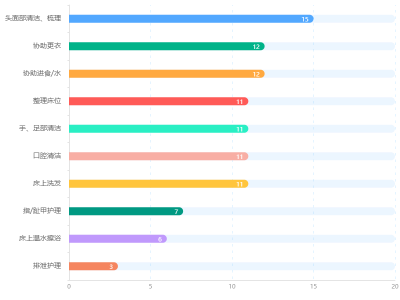 头面部清洁、梳理 15
协助更衣 12
协助进食/水 12
整理床位 11
手、足部清洁 11
口腔清洁 11
床上洗发 11
指/趾甲护理 7
床上温水擦浴 6
排泄护理 3
0 5 10 15 20